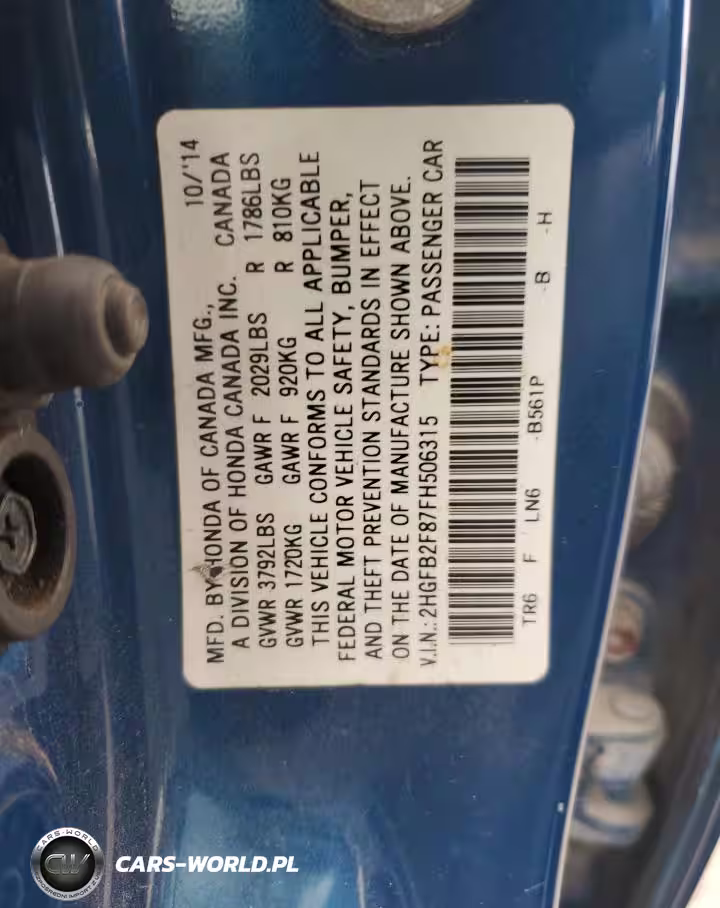 10/'14
MFD. BY HONDA OF CANADA MFG.,
A DIVISION OF HONDA CANADA INC. CANADA
GVWR 3792LBS GAWR F 2029LBS R 1786LBS
GVWR 1720KG GAWR F 920KG R 810KG
THIS VEHICLE CONFORMS TO ALL APPLICABLE
FEDERAL MOTOR VEHICLE SAFETY, BUMPER,
AND THEFT PREVENTION STANDARDS IN EFFECT
ON THE DATE OF MANUFACTURE SHOWN ABOVE.
V.I.N.: 2HGFB2F87FH506315 TYPE: PASSENGER CAR
TR6 F LN6 -B561P -B -H
CARS-WORLD
CW
CARS-WORLD.PL